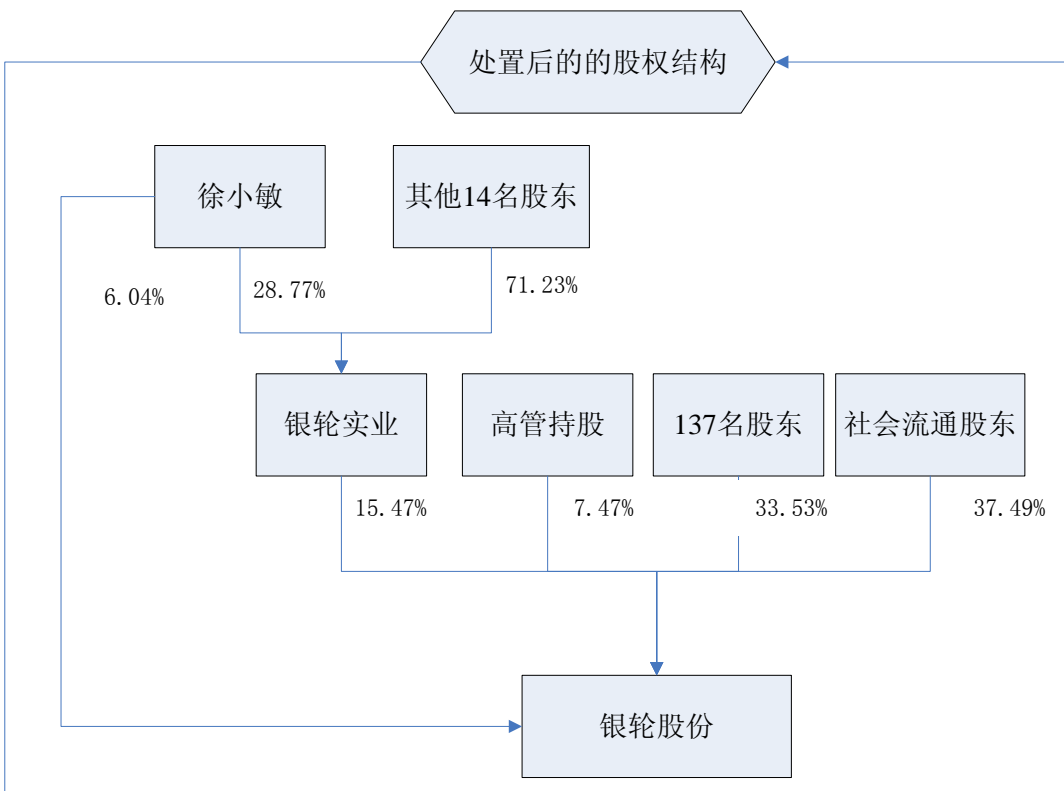 处置后的的股权结构
徐小敏
其他14名股东
6.04%
28.77%
71.23%
银轮实业
高管持股
137名股东
社会流通股东
15.47%
7.47%
33.53%
37.49%
银轮股份